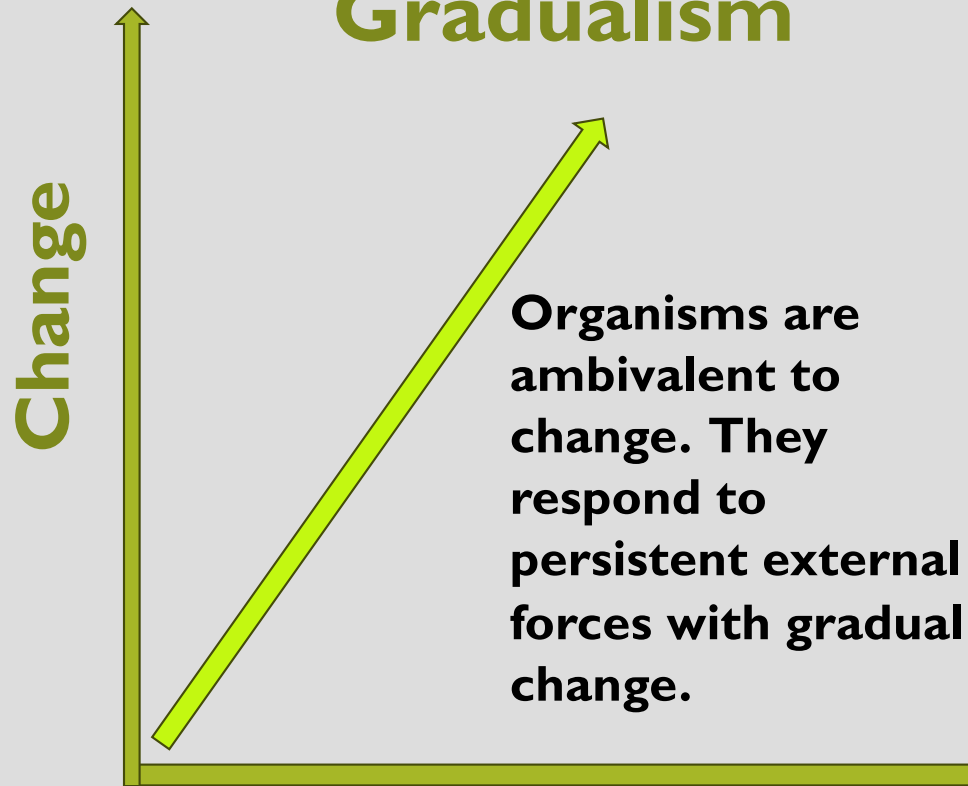 Gradualism
Change
Organisms are
ambivalent to
change. They
respond to
persistent external
forces with gradual
change.